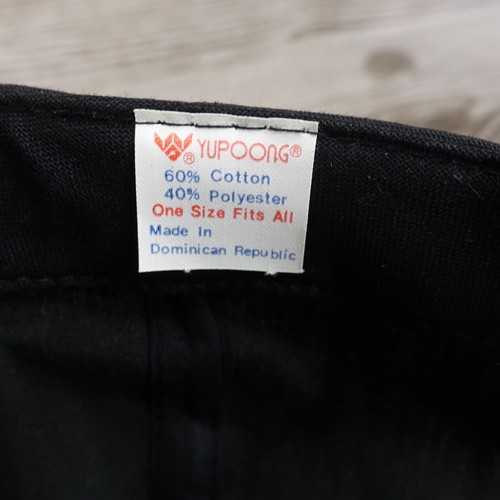 ® YUPOONG®
60% Cotton
40% Polyester
One Size Fits All
Made In
Dominican Republic